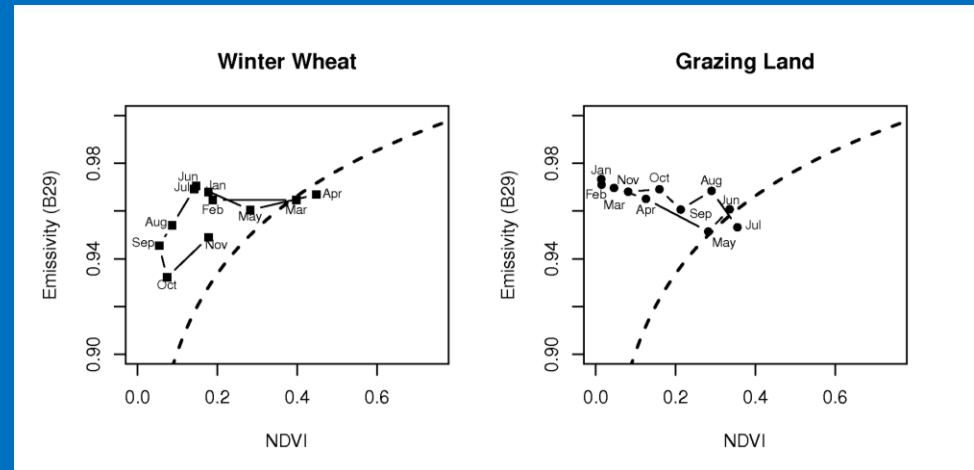 Winter Wheat
Emissivity (B29)
0.98
0.94
0.90
Jun
Jul
Jan
Feb
Aug
Sep
Oct
Nov
May
Mar
Apr
0.0 0.2 0.4 0.6
NDVI
Grazing Land
Emissivity (B29)
0.98
0.94
0.90
Jan
Feb
Nov
Mar
Oct
Apr
Aug
Sep
Jun
Jul
May
0.0 0.2 0.4 0.6
NDVI